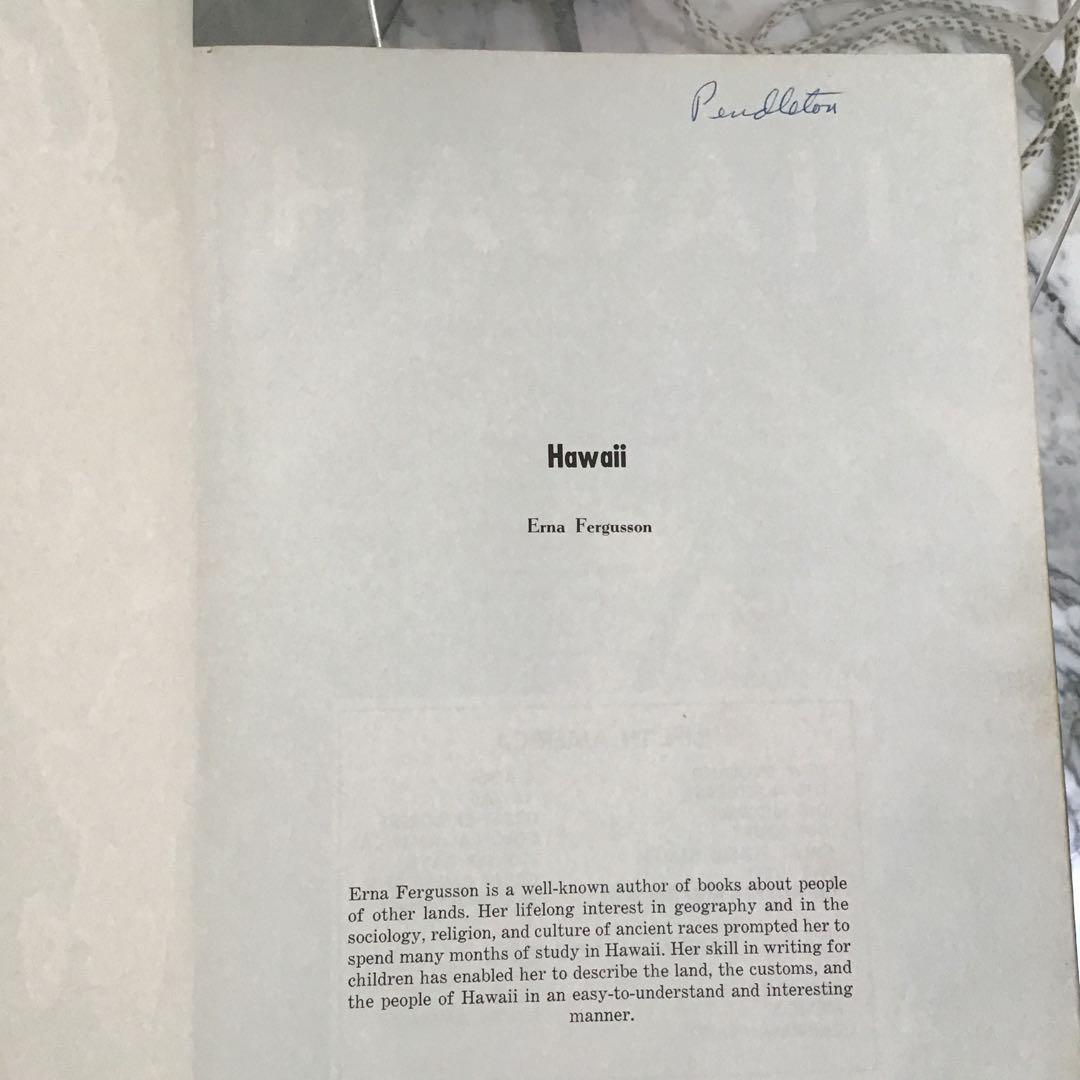 Pendleton
Hawaii
Erna Fergusson
Erna Fergusson is a well-known author of books about people
of other lands. Her lifelong interest in geography and in the
sociology, religion, and culture of ancient races prompted her to
spend many months of study in Hawaii. Her skill in writing for
children has enabled her to describe the land, the customs, and
the people of Hawaii in an easy-to-understand and interesting
manner.